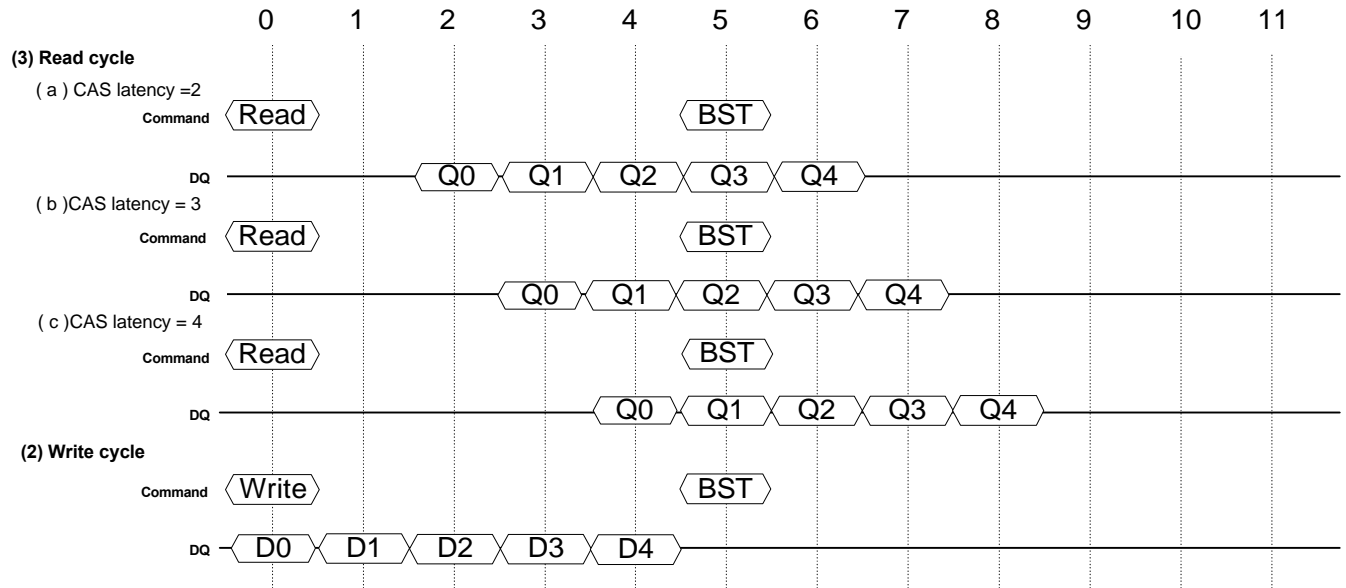 0 1 2 3 4 5 6 7 8 9 10 11
(3) Read cycle
( a ) CAS latency =2
Command Read BST
DQ Q0 Q1 Q2 Q3 Q4
( b )CAS latency = 3
Command Read BST
DQ Q0 Q1 Q2 Q3 Q4
( c )CAS latency = 4
Command Read BST
DQ Q0 Q1 Q2 Q3 Q4
(2) Write cycle
Command Write BST
DQ D0 D1 D2 D3 D4